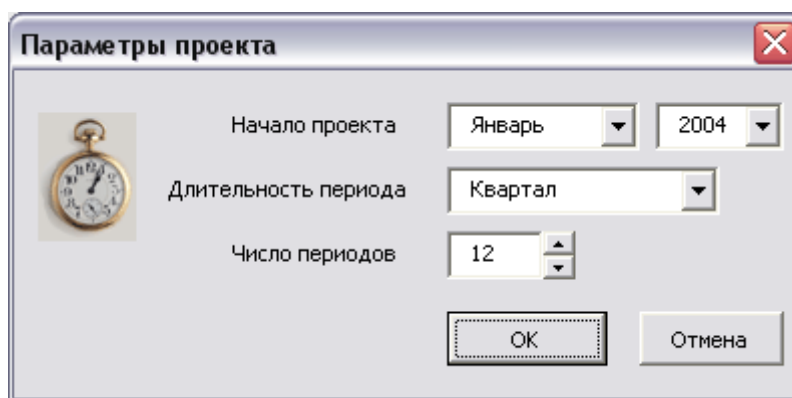 Параметры проекта
Начало проекта Январь 2004
Длительность периода Квартал
Число периодов 12
OK Отмена